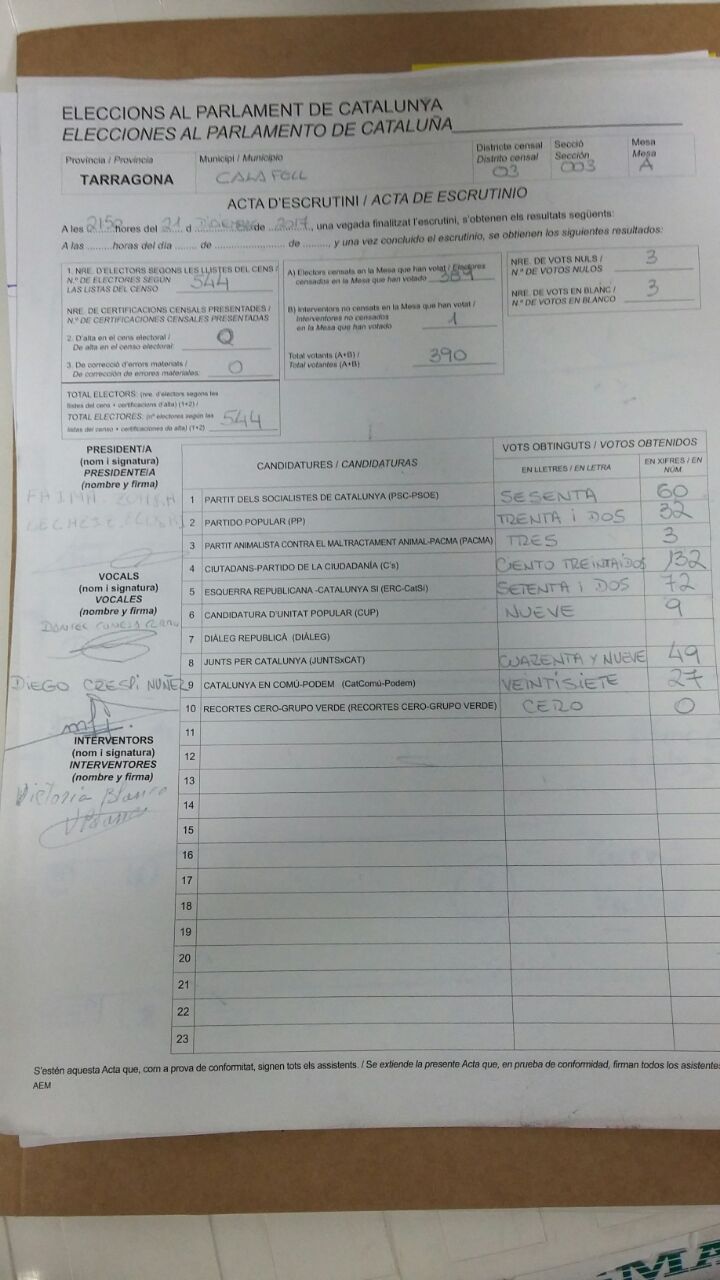 ELECCIONS AL PARLAMENT DE CATALUNYA
ELECCIONES AL PARLAMENTO DE CATALUÑA
Província / Provincia
TARRAGONA
Municipi / Municipio
CALAFELL
Districte censal
Distrito censal
03
Secció
Sección
003
Mesa
Mesa
A
ACTA D'ESCRUTINI / ACTA DE ESCRUTINIO
A les 2150 hores del 21 d de 2017, una vegada finalitzat l'escrutini, s'obtenen els resultats següents:
A las ......... horas del día ....... de ........................ de ........., y una vez concluido el escrutinio, se obtienen los siguientes resultados:
1. NRE. D'ELECTORS SEGONS LES LLISTES DEL CENS /
N.º DE ELECTORES SEGÚN
LAS LISTAS DEL CENSO 544
NRE. DE CERTIFICACIONS CENSALS PRESENTADES /
N.º DE CERTIFICACIONES CENSALES PRESENTADAS
2. D'alta en el cens electoral /
De alta en el censo electoral: 0
3. De correcció d'errors materials /
De corrección de errores materiales: 0
TOTAL ELECTORS: (nre. d'electors segons les
llistes del cens + certificacions d'alta) (1+2) /
TOTAL ELECTORES: (nº electores según las
listas del censo + certificaciones de alta) (1+2) 544
A) Electors censats en la Mesa que han votat / Electores
censados en la Mesa que han votado 389
B) Interventors no censats en la Mesa que han votat /
Interventores no censados
en la Mesa que han votado 1
Total votants (A+B) /
Total votantes (A+B) 390
NRE. DE VOTS NULS /
N.º DE VOTOS NULOS 3
NRE. DE VOTS EN BLANC /
N.º DE VOTOS EN BLANCO 3
PRESIDENT/A
(nom i signatura)
PRESIDENTE/A
(nombre y firma)
VOCALS
(nom i signatura)
VOCALES
(nombre y firma)
DIEGO CRESPI NUÑEZ
INTERVENTORS
(nom i signatura)
INTERVENTORES
(nombre y firma)
Victoria Blanco
CANDIDATURES / CANDIDATURAS
VOTS OBTINGUTS / VOTOS OBTENIDOS
EN LLETRES / EN LETRA
EN XIFRES / EN NÚM.
1 PARTIT DELS SOCIALISTES DE CATALUNYA (PSC-PSOE) SESENTA 60
2 PARTIDO POPULAR (PP) TRENTA i DOS 32
3 PARTIT ANIMALISTA CONTRA EL MALTRACTAMENT ANIMAL-PACMA (PACMA) TRES 3
4 CIUTADANS-PARTIDO DE LA CIUDADANÍA (C's) CIENTO TREINTAiDOS 132
5 ESQUERRA REPUBLICANA -CATALUNYA SI (ERC-CatSí) SETENTA i DOS 72
6 CANDIDATURA D'UNITAT POPULAR (CUP) NUEVE 9
7 DIÀLEG REPUBLICÀ (DIÀLEG)
8 JUNTS PER CATALUNYA (JUNTSxCAT) CUARENTA Y NUEVE 49
9 CATALUNYA EN COMÚ-PODEM (CatComú-Podem) VEINTISIETE 27
10 RECORTES CERO-GRUPO VERDE (RECORTES CERO-GRUPO VERDE) CERO 0
11
12
13
14
15
16
17
18
19
20
21
22
23
S'estén aquesta Acta que, com a prova de conformitat, signen tots els assistents. / Se extiende la presente Acta que, en prueba de conformidad, firman todos los asistentes
AEM